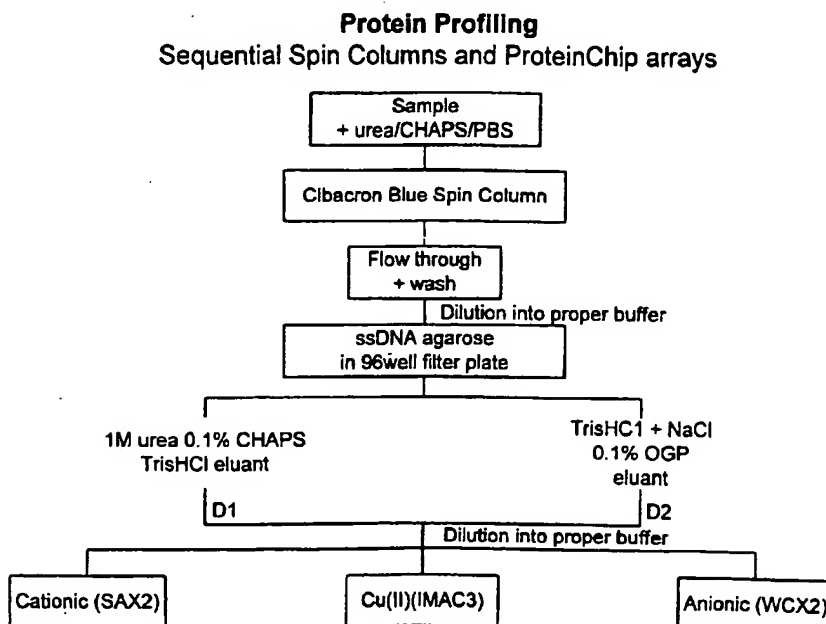 Protein Profiling
Sequential Spin Columns and ProteinChip arrays
Sample
+ urea/CHAPS/PBS
Cibacron Blue Spin Column
Flow through
+ wash
Dilution into proper buffer
ssDNA agarose
in 96well filter plate
1M urea 0.1% CHAPS
TrisHCl eluant
TrisHC1 + NaCl
0.1% OGP
eluant
D1
D2
Dilution into proper buffer
Cationic (SAX2)
Cu(II)(IMAC3)
Anionic (WCX2)